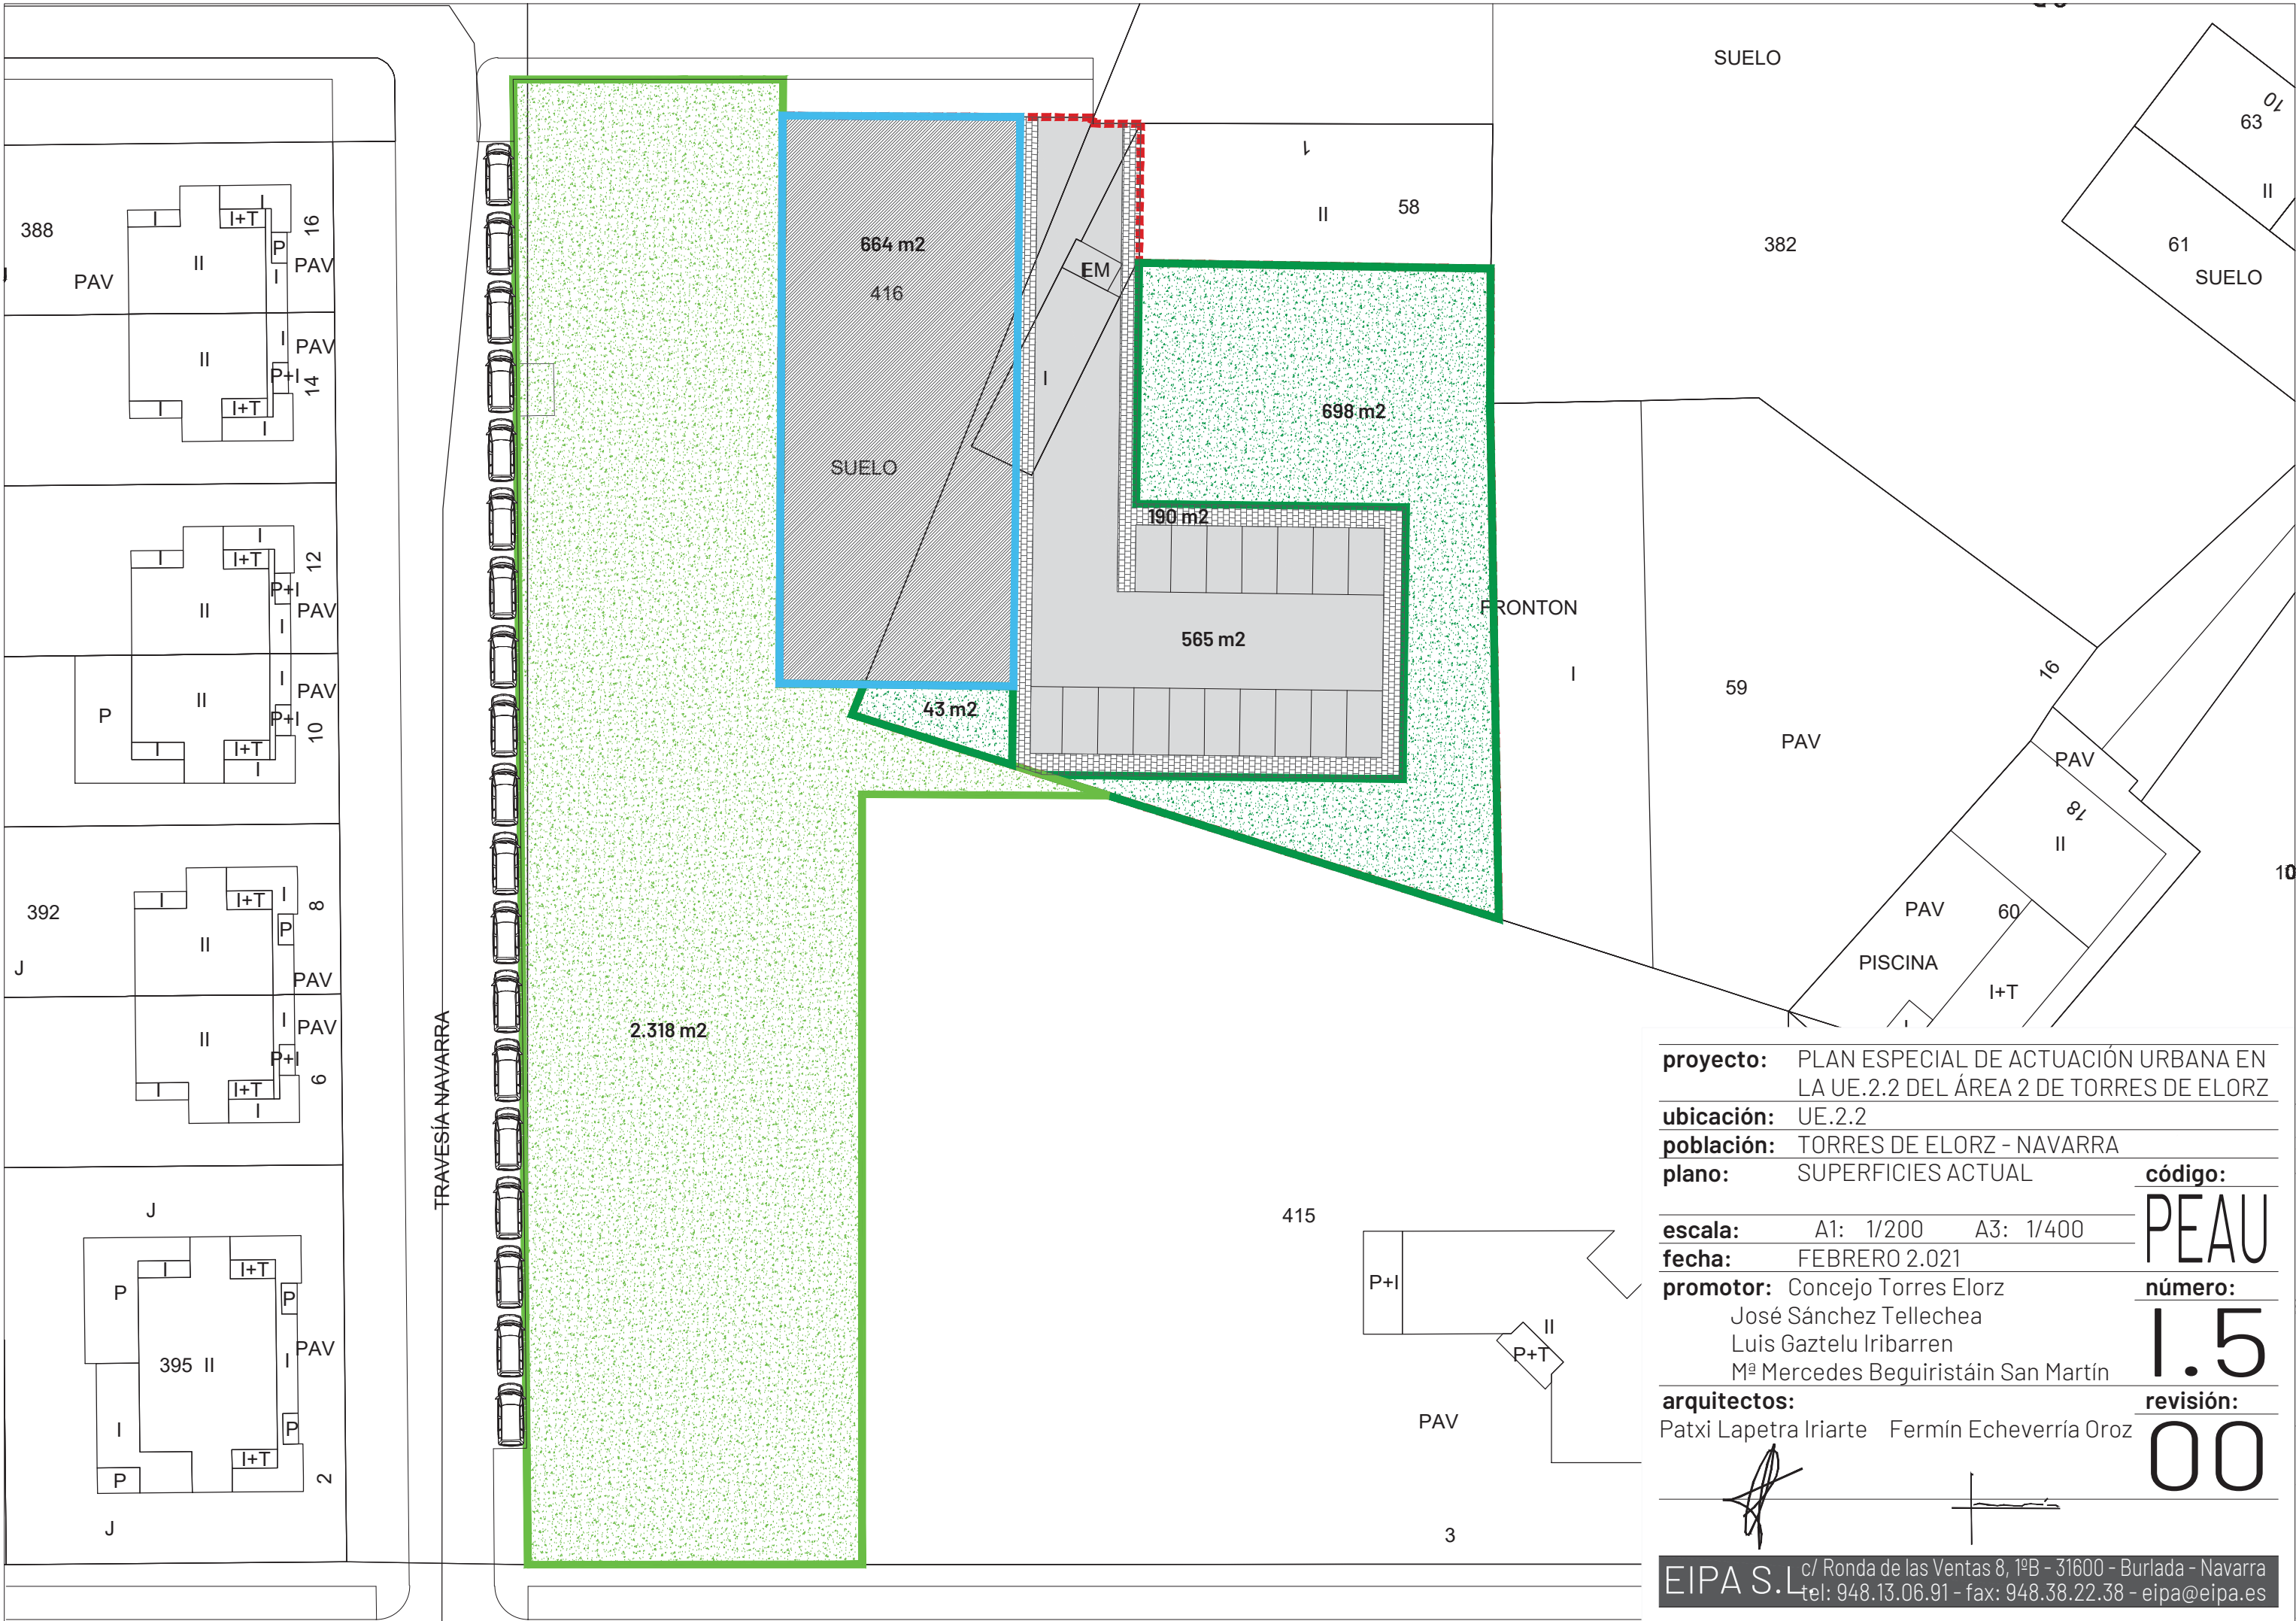 SUELO
10
63
II
61
SUELO
388
PAV
I
I+T
I
16
P
II
I
PAV
I
PAV
II
P+I
14
I
I+T
I
664 m2
416
SUELO
EM
I
1
II
58
382
698 m2
190 m2
565 m2
43 m2
FRONTON
I
59
PAV
16
PAV
18
II
PAV
60
PISCINA
I+T
I
I
I+T
12
P+I
II
PAV
I
P
II
I
PAV
P+I
10
I
I+T
I
392
J
I
I+T
I
8
P
II
PAV
II
I
PAV
P+I
6
I
I+T
I
TRAVESÍA NAVARRA
2.318 m2
J
P
I
I+T
P
395 II
I
PAV
I
P
P
I+T
2
J
415
P+I
II
P+T
PAV
3
proyecto: PLAN ESPECIAL DE ACTUACIÓN URBANA EN
LA UE.2.2 DEL ÁREA 2 DE TORRES DE ELORZ
ubicación: UE.2.2
población: TORRES DE ELORZ - NAVARRA
plano: SUPERFICIES ACTUAL
código:
PEAU
escala: A1: 1/200 A3: 1/400
fecha: FEBRERO 2.021
promotor: Concejo Torres Elorz
José Sánchez Tellechea
Luis Gaztelu Iribarren
Mª Mercedes Beguiristáin San Martín
número:
I.5
arquitectos:
Patxi Lapetra Iriarte Fermín Echeverría Oroz
revisión:
00
EIPA S.L.
c/ Ronda de las Ventas 8, 1ºB - 31600 - Burlada - Navarra
tel: 948.13.06.91 - fax: 948.38.22.38 - eipa@eipa.es